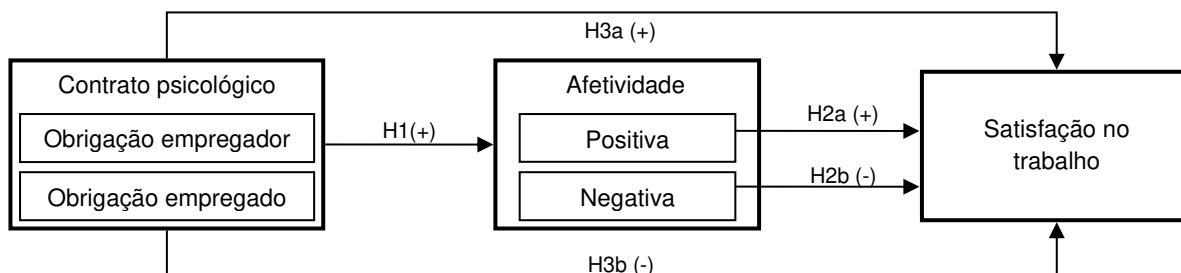 H3a (+)
Contrato psicológico
Obrigação empregador
Obrigação empregado
H1(+)
Afetividade
Positiva
Negativa
H2a (+)
H2b (-)
Satisfação no
trabalho
H3b (-)